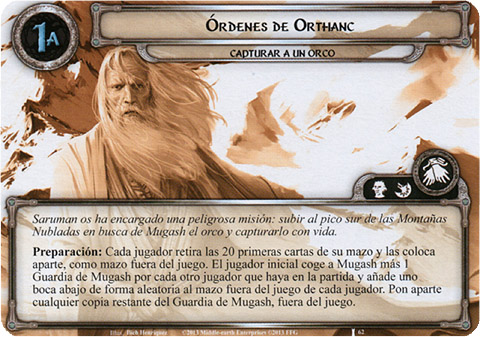 1A
Órdenes de Orthanc
capturar a un orco
Saruman os ha encargado una peligrosa misión: subir al pico sur de las Montañas
Nubladas en busca de Mugash el orco y capturarlo con vida.
Preparación: Cada jugador retira las 20 primeras cartas de su mazo y las coloca
aparte, como mazo fuera del juego. El jugador inicial coge a Mugash más 1
Guardia de Mugash por cada otro jugador que haya en la partida y añade uno
boca abajo de forma aleatoria al mazo fuera del juego de cada jugador. Pon aparte
cualquier copia restante del Guardia de Mugash, fuera del juego.
©2013 Middle-earth Enterprises ©2013 FFG
62